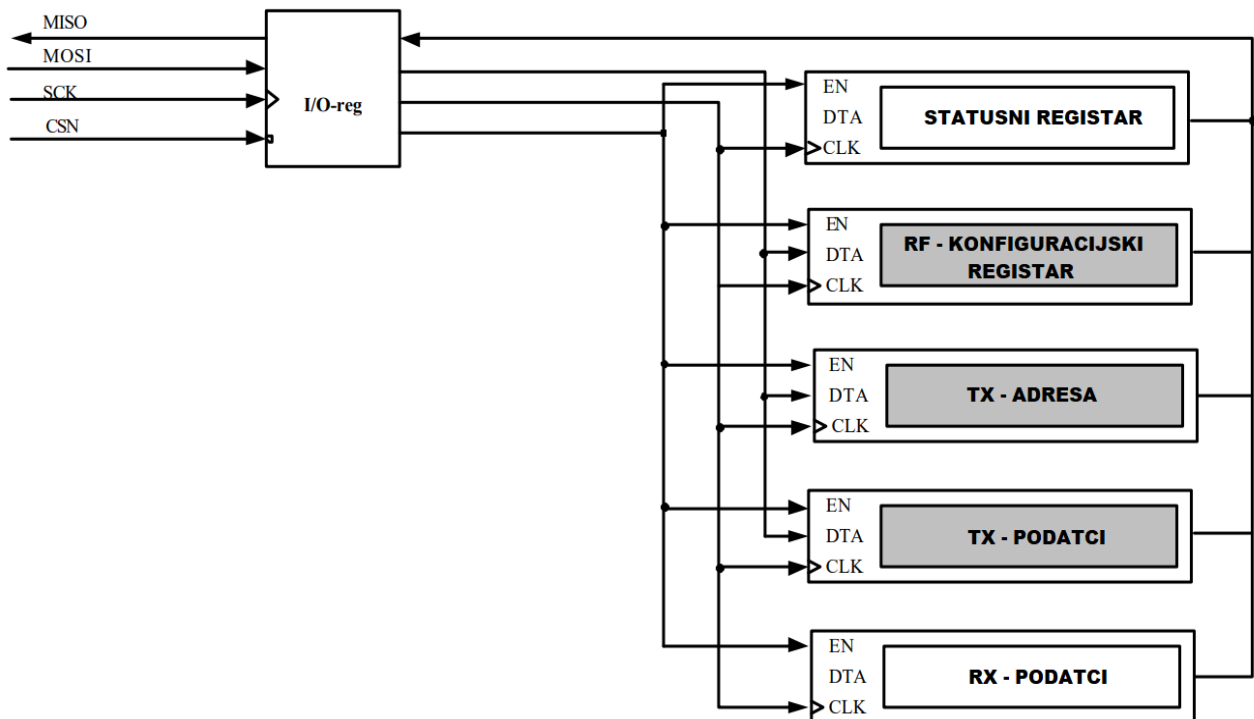 MISO
MOSI
SCK
CSN
I/O-reg
EN
DTA
CLK
STATUSNI REGISTAR
EN
DTA
CLK
RF - KONFIGURACIJSKI
REGISTAR
EN
DTA
CLK
TX - ADRESA
EN
DTA
CLK
TX - PODATCI
EN
DTA
CLK
RX - PODATCI